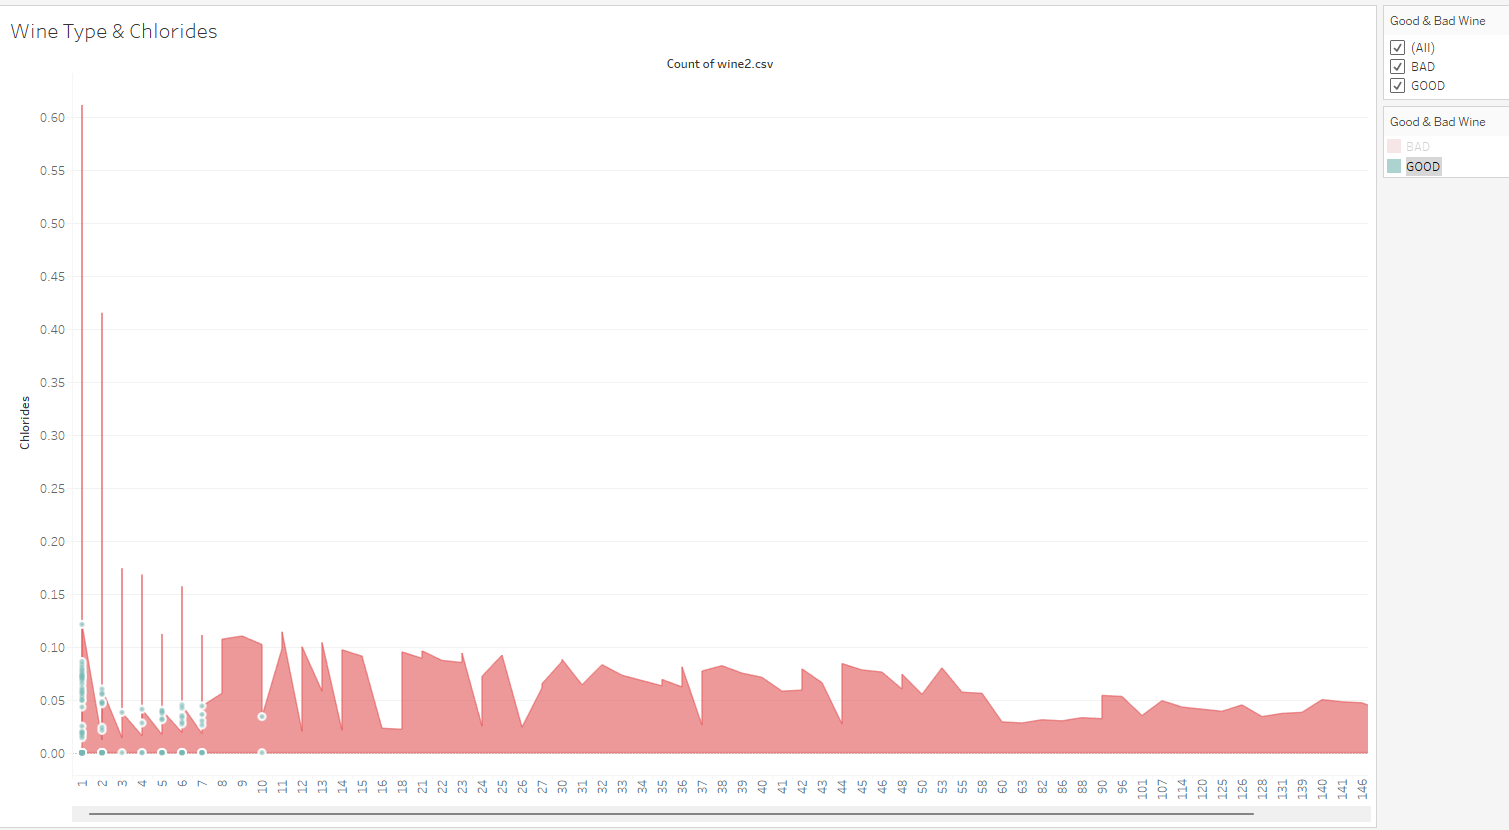 Wine Type & Chlorides
Count of wine2.csv
Chlorides
0.60
0.55
0.50
0.45
0.40
0.35
0.30
0.25
0.20
0.15
0.10
0.05
0.00
1 2 3 4 5 6 7 8 9 10 11 12 13 14 15 16 18 21 22 23 24 25 26 27 30 31 32 33 34 35 36 37 38 39 40 41 42 43 44 45 46 48 50 53 55 58 60 63 82 86 88 90 96 101 107 114 120 125 126 128 131 139 140 141 146
Good & Bad Wine
(All)
BAD
GOOD
Good & Bad Wine
BAD
GOOD